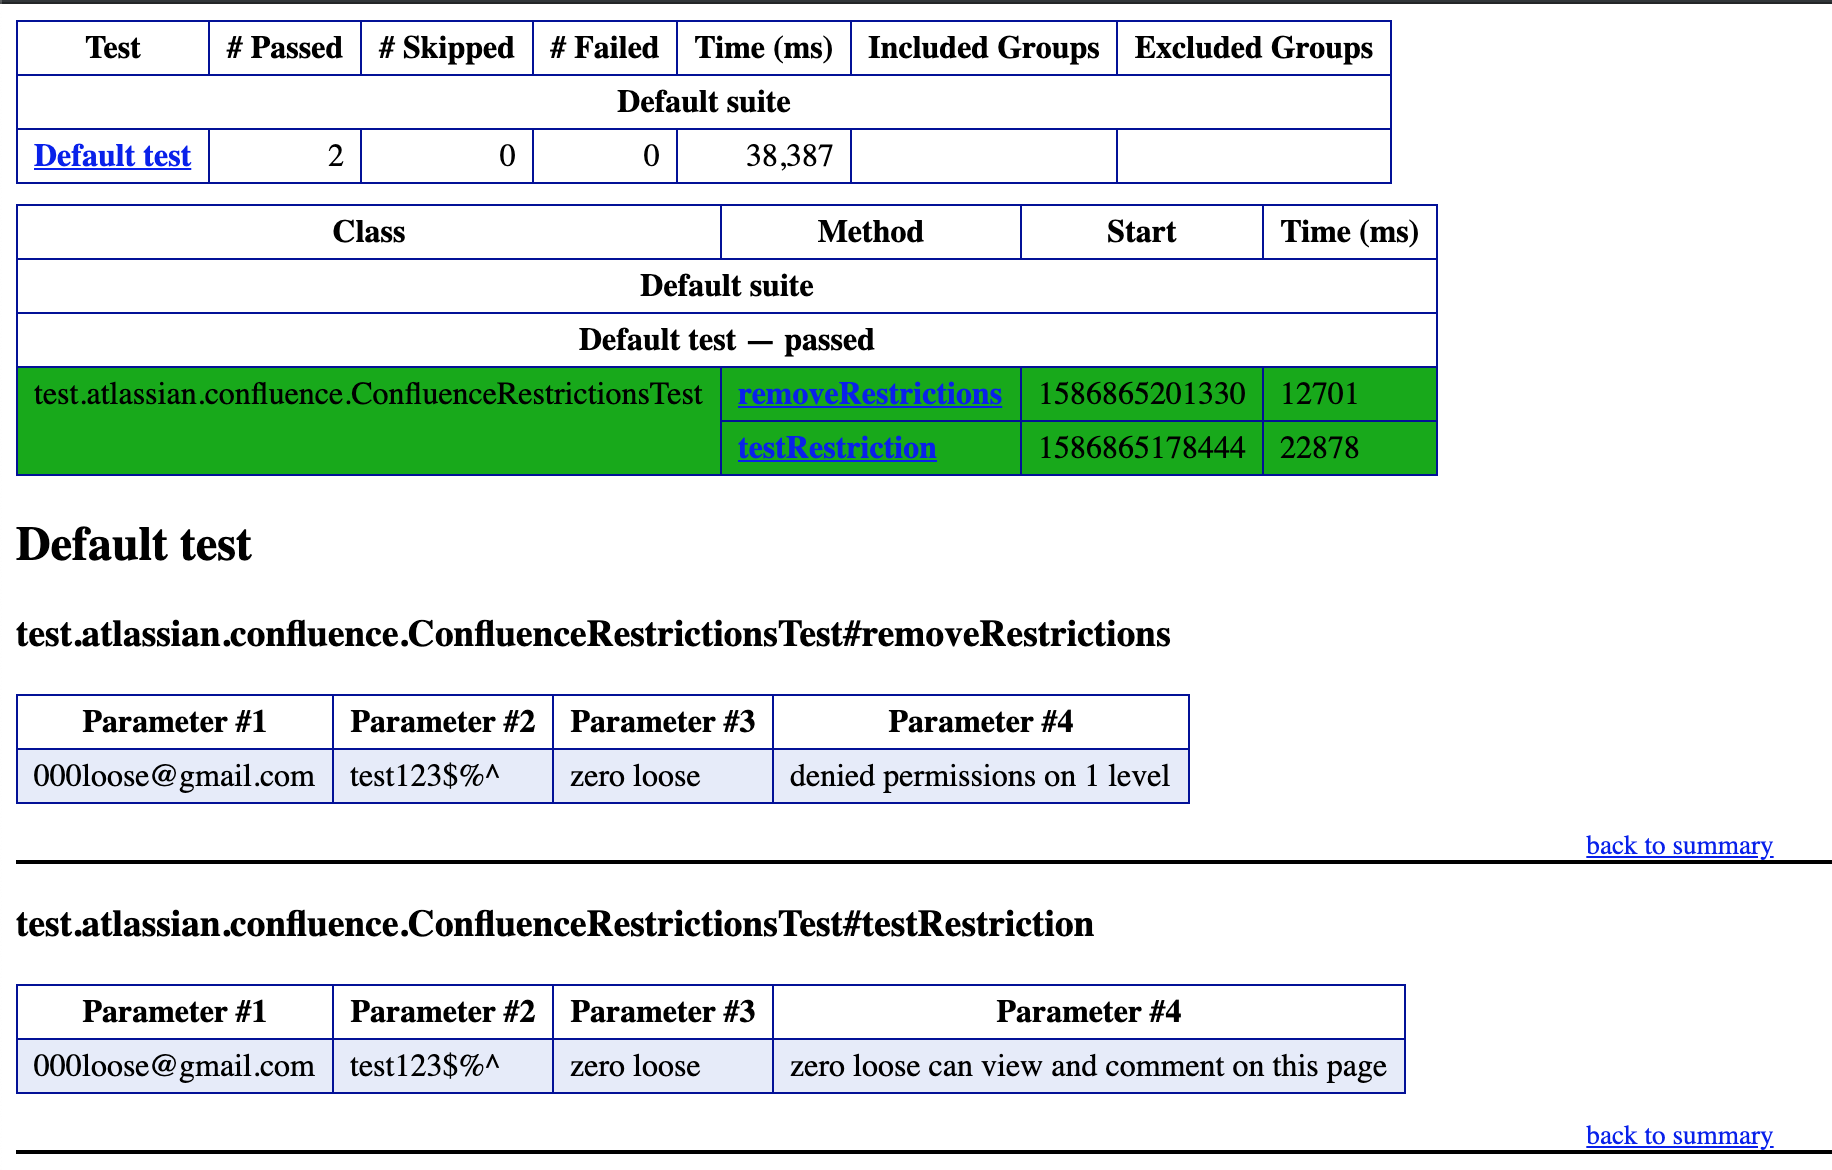 Test # Passed # Skipped # Failed Time (ms) Included Groups Excluded Groups
Default suite
Default test 2 0 0 38,387
Class Method Start Time (ms)
Default suite
Default test — passed
test.atlassian.confluence.ConfluenceRestrictionsTest removeRestrictions 1586865201330 12701
testRestriction 1586865178444 22878
Default test
test.atlassian.confluence.ConfluenceRestrictionsTest#removeRestrictions
Parameter #1 Parameter #2 Parameter #3 Parameter #4
000loose@gmail.com test123$%^ zero loose denied permissions on 1 level
back to summary
test.atlassian.confluence.ConfluenceRestrictionsTest#testRestriction
Parameter #1 Parameter #2 Parameter #3 Parameter #4
000loose@gmail.com test123$%^ zero loose zero loose can view and comment on this page
back to summary